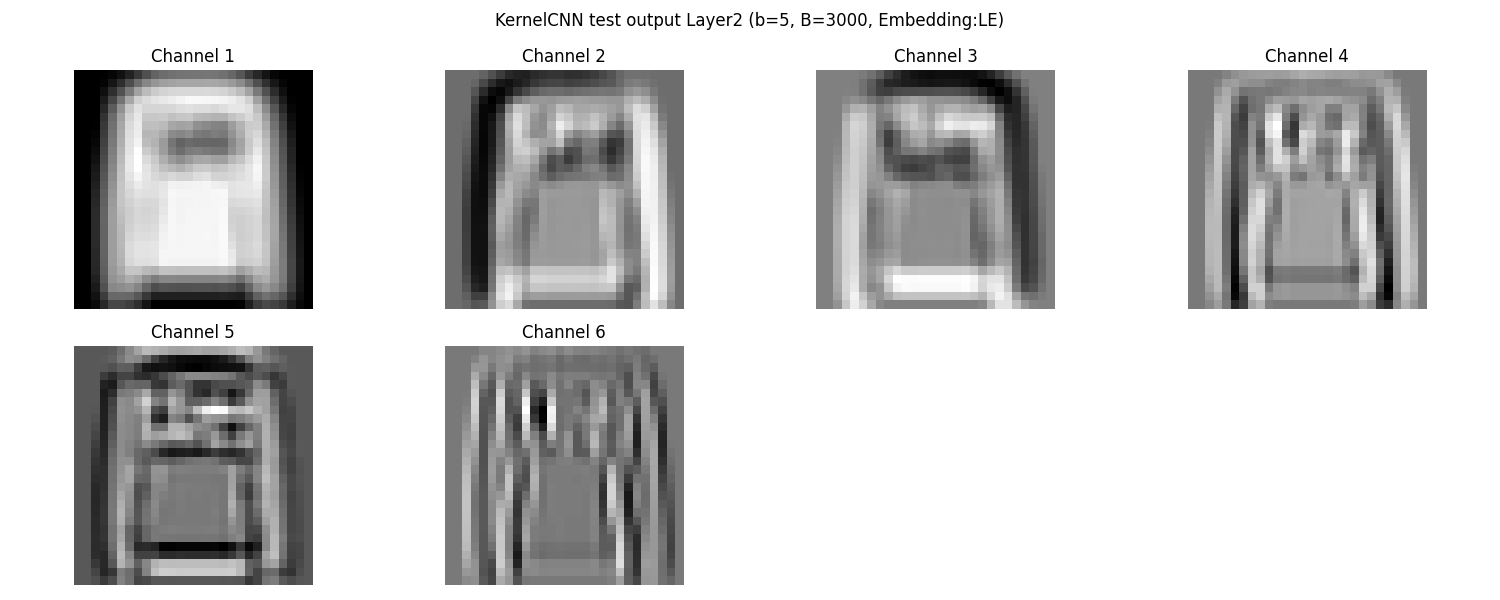 KernelCNN test output Layer2 (b=5, B=3000, Embedding:LE)
Channel 1
Channel 2
Channel 3
Channel 4
Channel 5
Channel 6